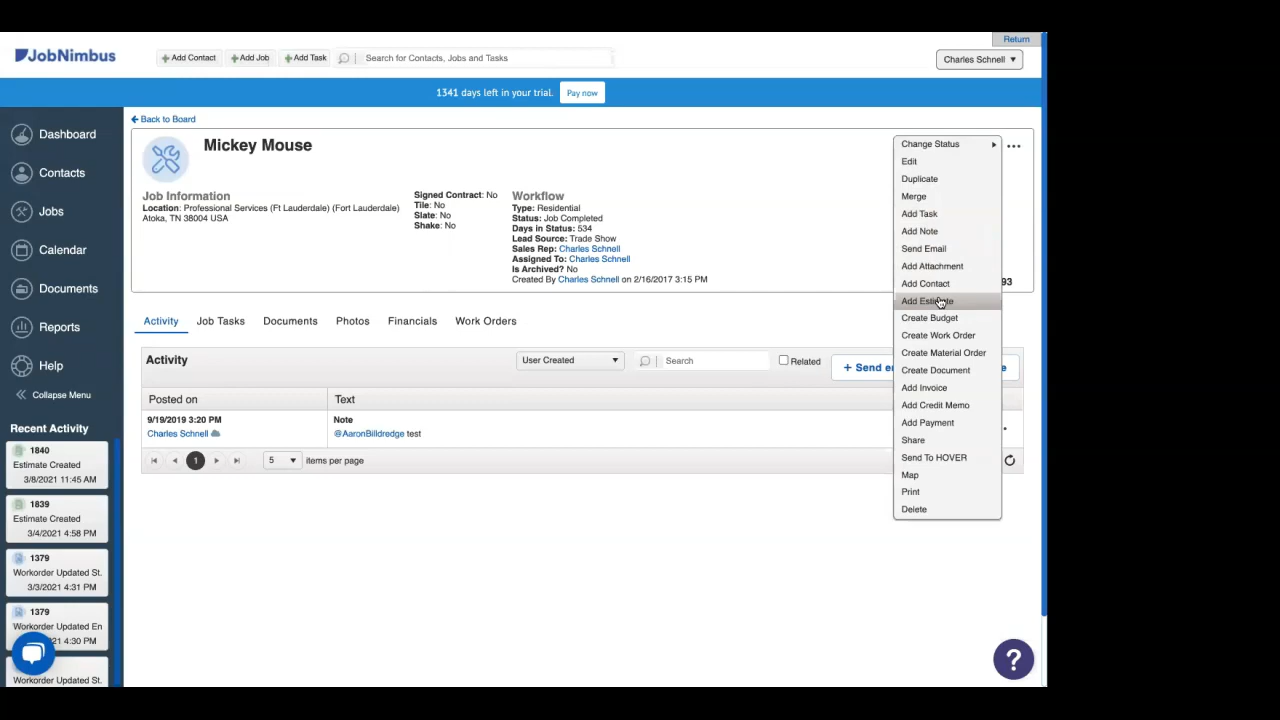 Return
JobNimbus
Add Contact
Add Job
Add Task
Search for Contacts, Jobs and Tasks
Charles Schnell
1341 days left in your trial.
Pay now
Dashboard
Contacts
Jobs
Calendar
Documents
Reports
Help
Collapse Menu
Recent Activity
1840
Estimate Created
3/8/2021 11:45 AM
1839
Estimate Created
3/4/2021 4:58 PM
1379
Workorder Updated St.
3/3/2021 4:31 PM
1379
Workorder Updated En
21 4:30 PM
Workorder Updated St.
Back to Board
Mickey Mouse
Job Information
Location: Professional Services (Ft Lauderdale) (Fort Lauderdale)
Atoka, TN 38004 USA
Signed Contract: No
Tile: No
Slate: No
Shake: No
Workflow
Type: Residential
Status: Job Completed
Days in Status: 534
Lead Source: Trade Show
Sales Rep: Charles Schnell
Assigned To: Charles Schnell
Is Archived? No
Created By Charles Schnell on 2/16/2017 3:15 PM
93
Change Status
Edit
Duplicate
Merge
Add Task
Add Note
Send Email
Add Attachment
Add Contact
Add Estimate
Create Budget
Create Work Order
Create Material Order
Create Document
Add Invoice
Add Credit Memo
Add Payment
Share
Send To HOVER
Map
Print
Delete
Activity
Job Tasks
Documents
Photos
Financials
Work Orders
Activity
User Created
Search
Related
+ Send e
e
Posted on
Text
9/19/2019 3:20 PM
Charles Schnell
Note
@AaronBilldredge test
1
5
items per page
?